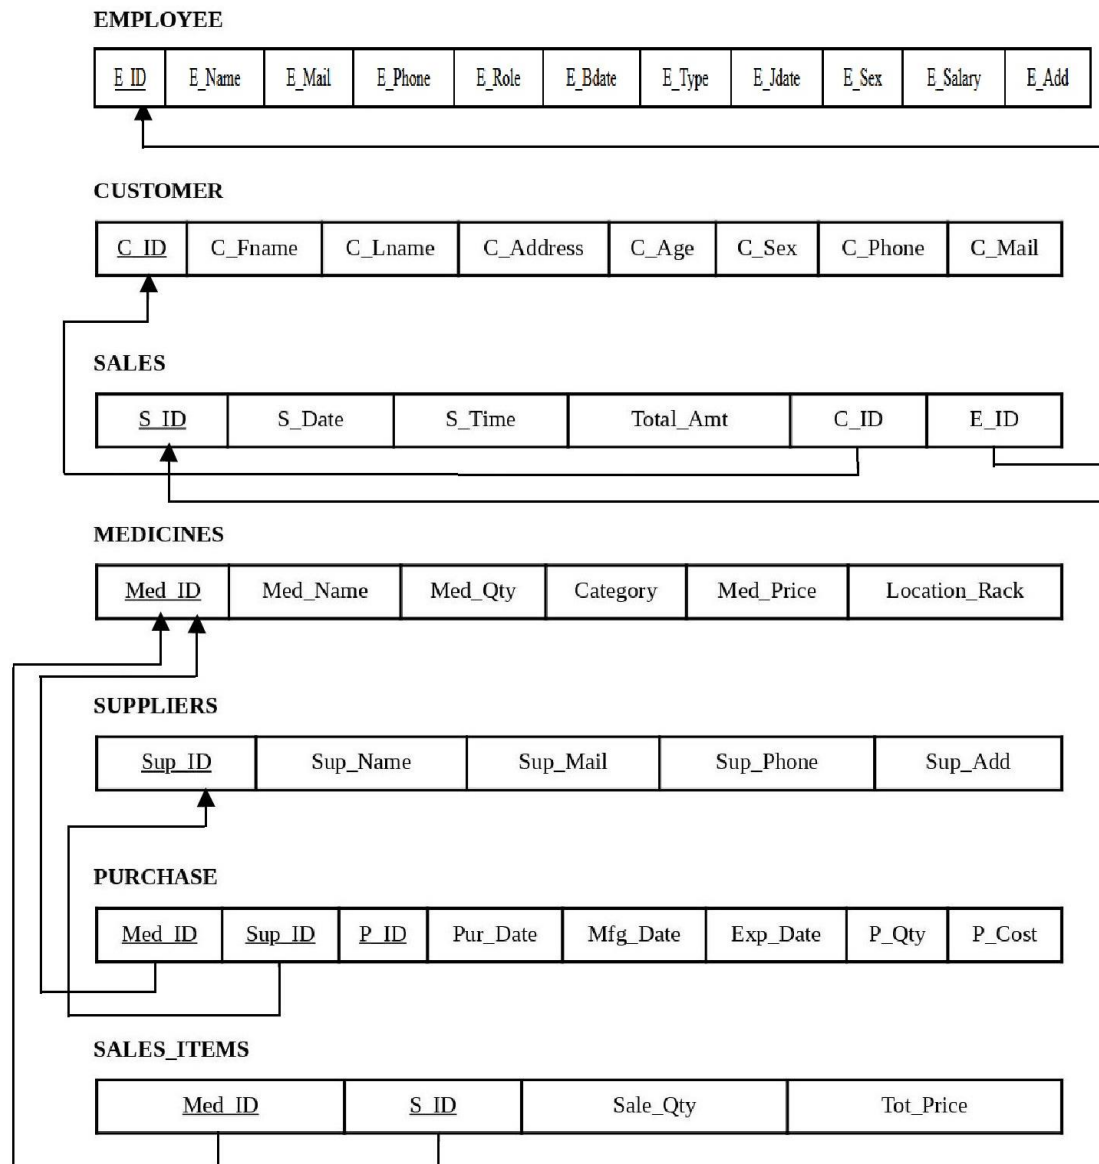 EMPLOYEE
E_ID E_Name E_Mail E_Phone E_Role E_Bdate E_Type E_Jdate E_Sex E_Salary E_Add
CUSTOMER
C_ID C_Fname C_Lname C_Address C_Age C_Sex C_Phone C_Mail
SALES
S_ID S_Date S_Time Total_Amt C_ID E_ID
MEDICINES
Med_ID Med_Name Med_Qty Category Med_Price Location_Rack
SUPPLIERS
Sup_ID Sup_Name Sup_Mail Sup_Phone Sup_Add
PURCHASE
Med_ID Sup_ID P_ID Pur_Date Mfg_Date Exp_Date P_Qty P_Cost
SALES_ITEMS
Med_ID S_ID Sale_Qty Tot_Price